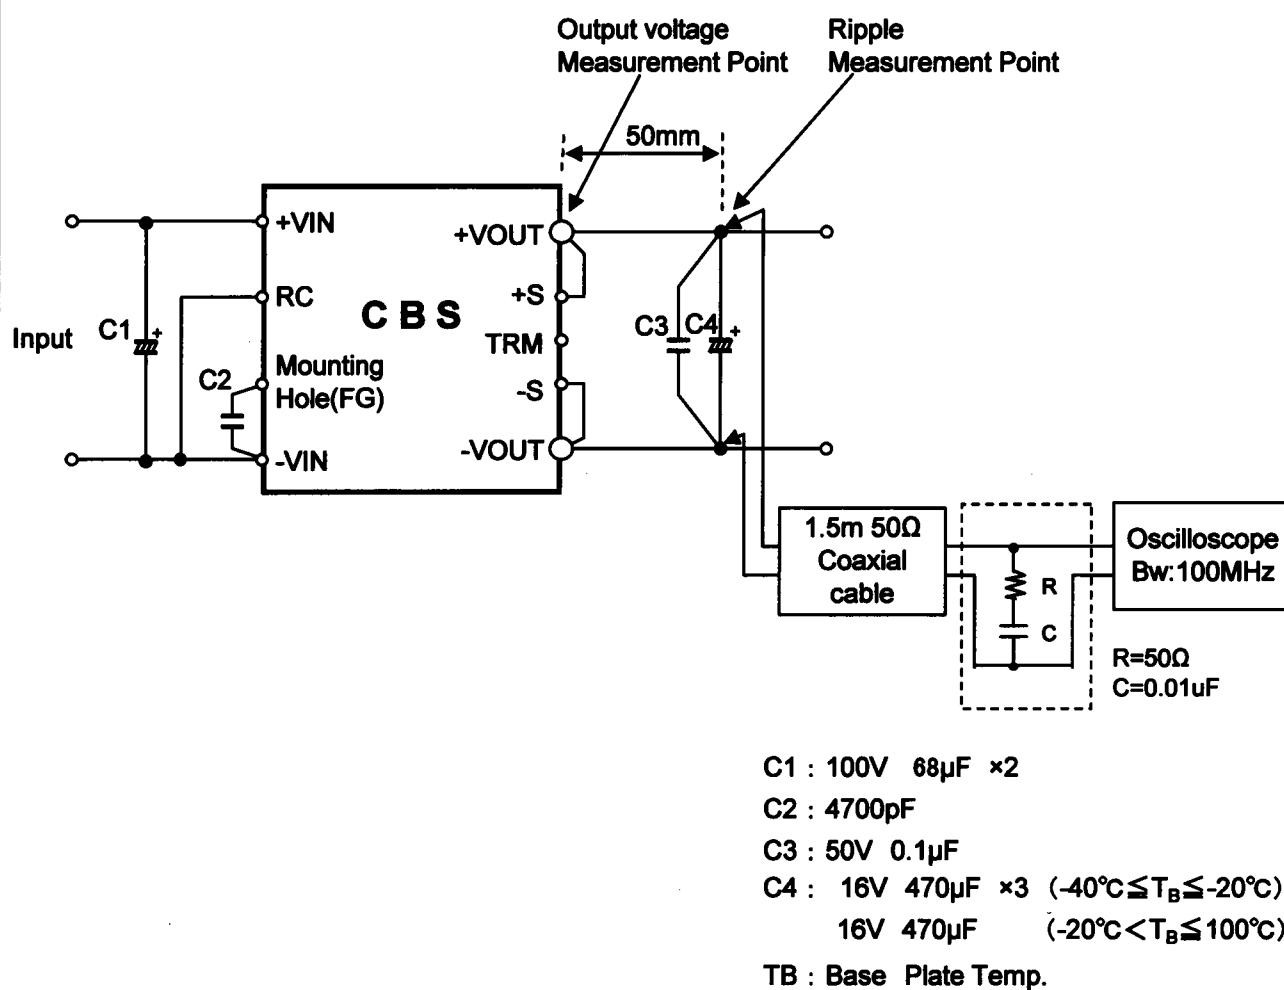 Output voltage
Measurement Point
Ripple
Measurement Point
50mm
+VIN
+VOUT
RC
+S
CBS
Input
C1
+
TRM
C3
C4
+
Mounting
Hole(FG)
C2
-S
-VIN
-VOUT
1.5m 50Ω
Coaxial
cable
R
C
Oscilloscope
Bw:100MHz
R=50Ω
C=0.01uF
C1 : 100V 68µF ×2
C2 : 4700pF
C3 : 50V 0.1µF
C4 : 16V 470µF ×3 (-40℃≦TB≦-20℃)
16V 470µF (-20℃<TB≦100℃)
TB : Base Plate Temp.